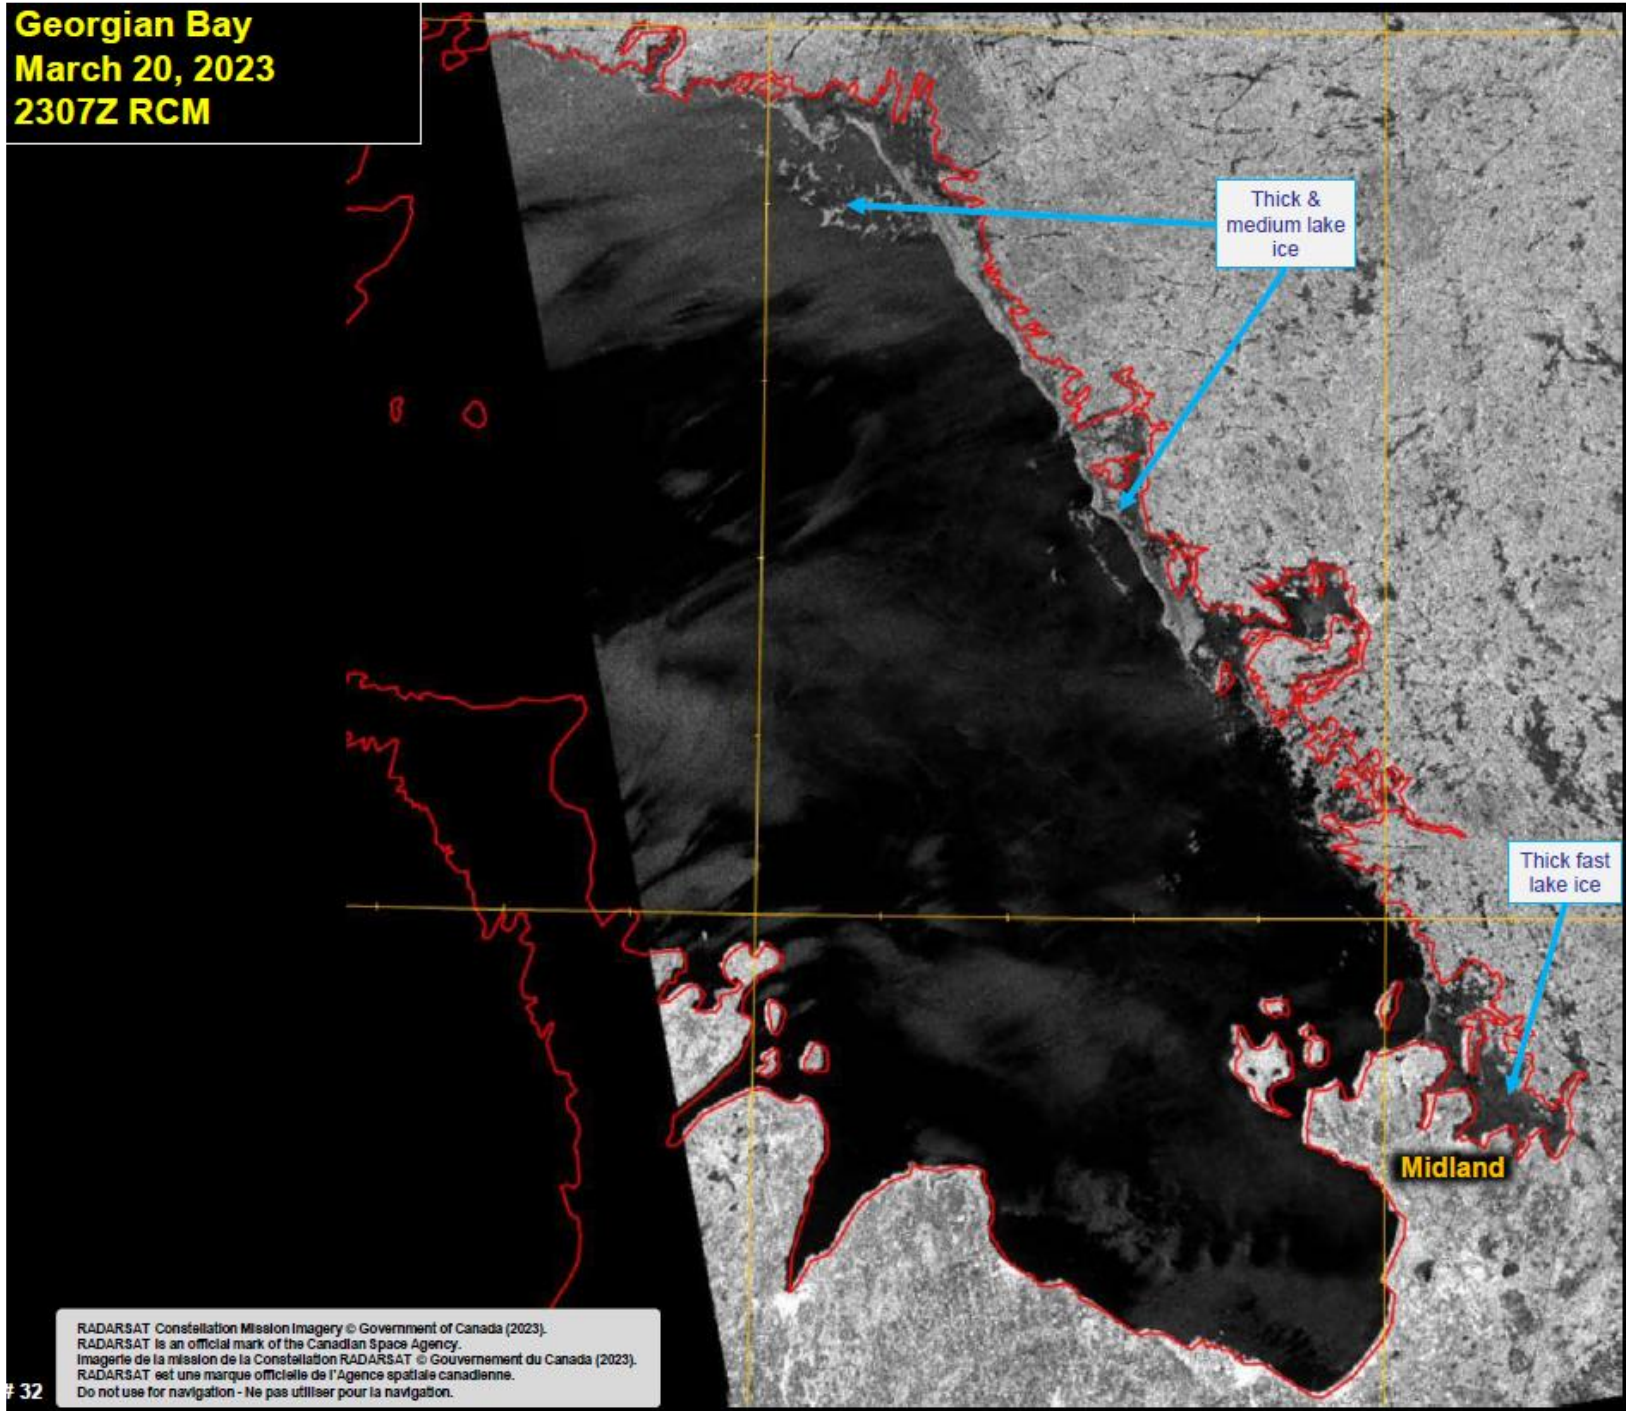 Georgian Bay
March 20, 2023
2307Z RCM
Thick &
medium lake
ice
Thick fast
lake ice
Midland
RADARSAT Constellation Mission Imagery © Government of Canada (2023).
RADARSAT is an official mark of the Canadian Space Agency.
Imagerie de la mission de la Constellation RADARSAT © Gouvernement du Canada (2023).
RADARSAT est une marque officielle de l'Agence spatiale canadienne.
Do not use for navigation - Ne pas utiliser pour la navigation.
# 32